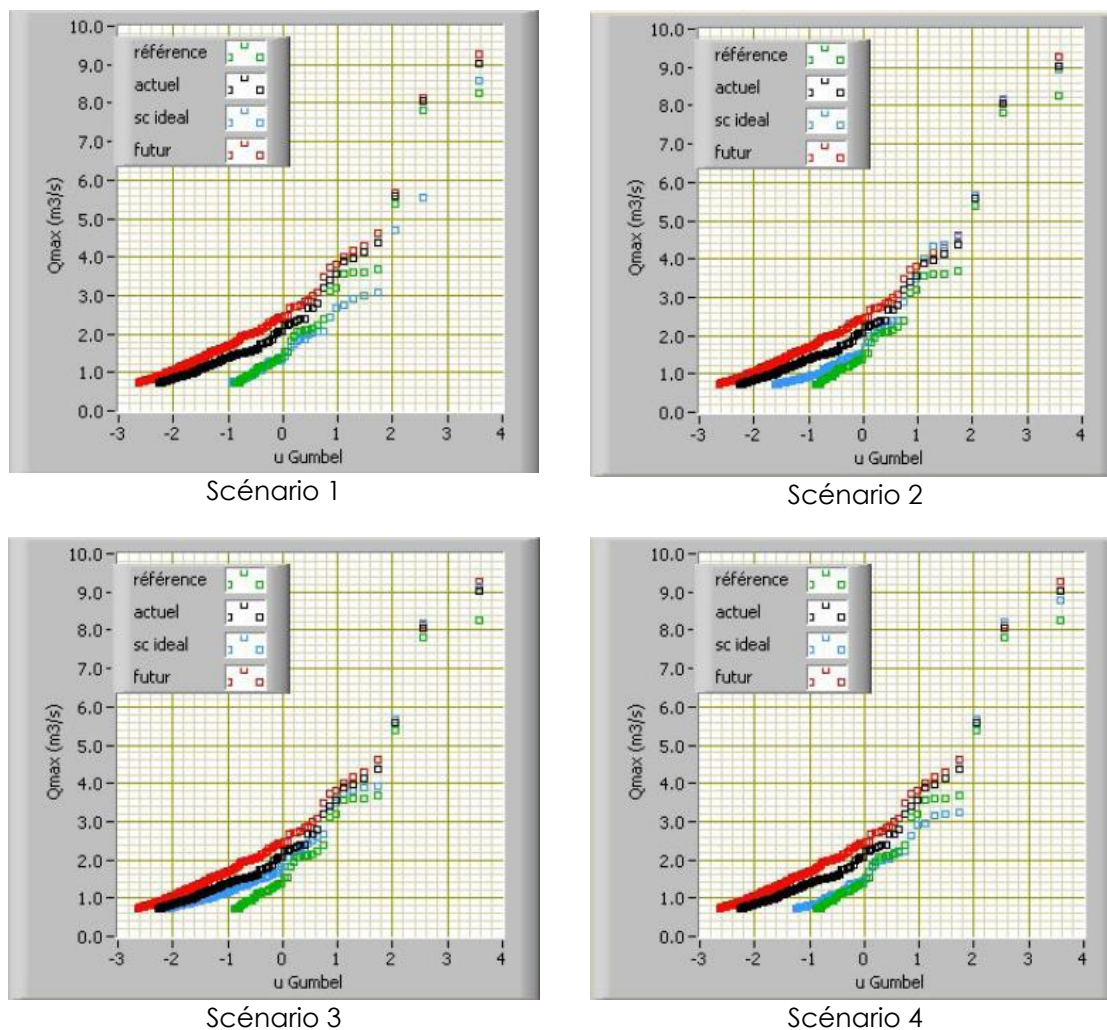 10.0
9.0
8.0
7.0
6.0
5.0
4.0
3.0
2.0
1.0
0.0
Qmax (m3/s)
référence
actuel
sc ideal
futur
-3 -2 -1 0 1 2 3 4
u Gumbel
Scénario 1
10.0
9.0
8.0
7.0
6.0
5.0
4.0
3.0
2.0
1.0
0.0
Qmax (m3/s)
référence
actuel
sc ideal
futur
-3 -2 -1 0 1 2 3 4
u Gumbel
Scénario 2
10.0
9.0
8.0
7.0
6.0
5.0
4.0
3.0
2.0
1.0
0.0
Qmax (m3/s)
référence
actuel
sc ideal
futur
-3 -2 -1 0 1 2 3 4
u Gumbel
Scénario 3
10.0
9.0
8.0
7.0
6.0
5.0
4.0
3.0
2.0
1.0
0.0
Qmax (m3/s)
référence
actuel
sc ideal
futur
-3 -2 -1 0 1 2 3 4
u Gumbel
Scénario 4